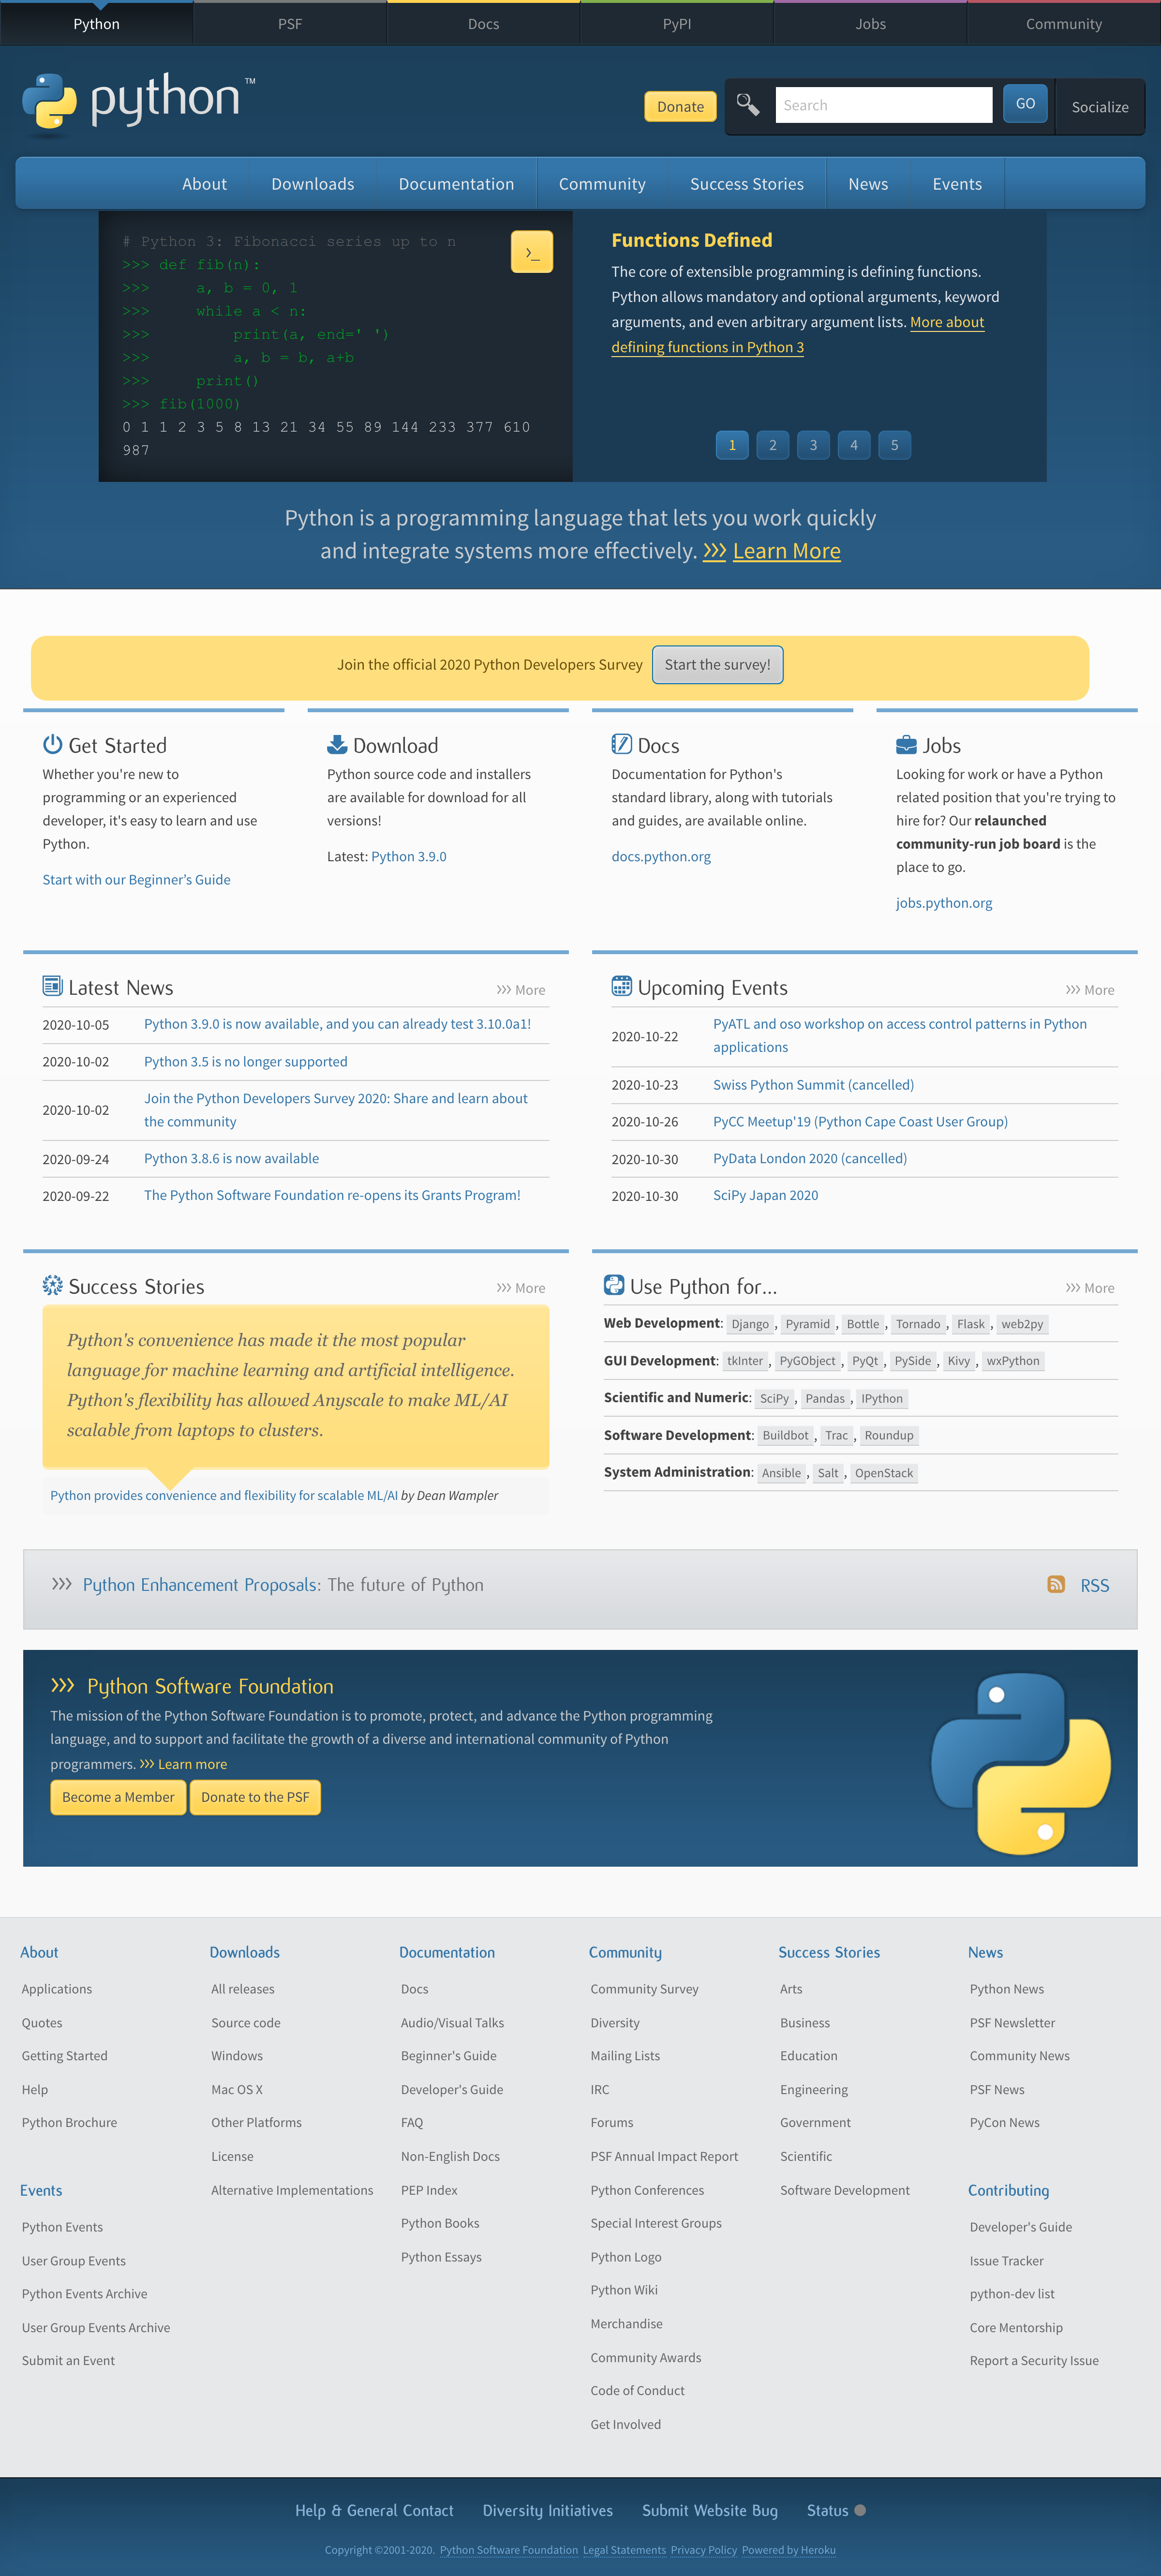 Python
PSF
Docs
PyPI
Jobs
Community
python™
Donate
Search
GO
Socialize
About
Downloads
Documentation
Community
Success Stories
News
Events
# Python 3: Fibonacci series up to n
>>> def fib(n):
>>>     a, b = 0, 1
>>>     while a < n:
>>>         print(a, end=' ')
>>>         a, b = b, a+b
>>>     print()
>>> fib(1000)
0 1 1 2 3 5 8 13 21 34 55 89 144 233 377 610
987
>_
Functions Defined
The core of extensible programming is defining functions.
Python allows mandatory and optional arguments, keyword
arguments, and even arbitrary argument lists. More about
defining functions in Python 3
1
2
3
4
5
Python is a programming language that lets you work quickly
and integrate systems more effectively. >>> Learn More
Join the official 2020 Python Developers Survey Start the survey!
Get Started
Whether you're new to
programming or an experienced
developer, it's easy to learn and use
Python.
Start with our Beginner's Guide
Download
Python source code and installers
are available for download for all
versions!
Latest: Python 3.9.0
Docs
Documentation for Python's
standard library, along with tutorials
and guides, are available online.
docs.python.org
Jobs
Looking for work or have a Python
related position that you're trying to
hire for? Our relaunched
community-run job board is the
place to go.
jobs.python.org
Latest News
>>> More
2020-10-05 Python 3.9.0 is now available, and you can already test 3.10.0a1!
2020-10-02 Python 3.5 is no longer supported
2020-10-02 Join the Python Developers Survey 2020: Share and learn about
the community
2020-09-24 Python 3.8.6 is now available
2020-09-22 The Python Software Foundation re-opens its Grants Program!
Upcoming Events
>>> More
2020-10-22 PyATL and oso workshop on access control patterns in Python
applications
2020-10-23 Swiss Python Summit (cancelled)
2020-10-26 PyCC Meetup'19 (Python Cape Coast User Group)
2020-10-30 PyData London 2020 (cancelled)
2020-10-30 SciPy Japan 2020
Success Stories
>>> More
Python's convenience has made it the most popular
language for machine learning and artificial intelligence.
Python's flexibility has allowed Anyscale to make ML/AI
scalable from laptops to clusters.
Python provides convenience and flexibility for scalable ML/AI by Dean Wampler
Use Python for...
>>> More
Web Development: Django, Pyramid, Bottle, Tornado, Flask, web2py
GUI Development: tkInter, PyGObject, PyQt, PySide, Kivy, wxPython
Scientific and Numeric: SciPy, Pandas, IPython
Software Development: Buildbot, Trac, Roundup
System Administration: Ansible, Salt, OpenStack
>>> Python Enhancement Proposals: The future of Python
RSS
>>> Python Software Foundation
The mission of the Python Software Foundation is to promote, protect, and advance the Python programming
language, and to support and facilitate the growth of a diverse and international community of Python
programmers. >>> Learn more
Become a Member
Donate to the PSF
About
Applications
Quotes
Getting Started
Help
Python Brochure
Downloads
All releases
Source code
Windows
Mac OS X
Other Platforms
License
Alternative Implementations
Documentation
Docs
Audio/Visual Talks
Beginner's Guide
Developer's Guide
FAQ
Non-English Docs
PEP Index
Python Books
Python Essays
Community
Community Survey
Diversity
Mailing Lists
IRC
Forums
PSF Annual Impact Report
Python Conferences
Special Interest Groups
Python Logo
Python Wiki
Merchandise
Community Awards
Code of Conduct
Get Involved
Success Stories
Arts
Business
Education
Engineering
Government
Scientific
Software Development
News
Python News
PSF Newsletter
Community News
PSF News
PyCon News
Events
Python Events
User Group Events
Python Events Archive
User Group Events Archive
Submit an Event
Contributing
Developer's Guide
Issue Tracker
python-dev list
Core Mentorship
Report a Security Issue
Help & General Contact
Diversity Initiatives
Submit Website Bug
Status
Copyright ©2001-2020. Python Software Foundation Legal Statements Privacy Policy Powered by Heroku